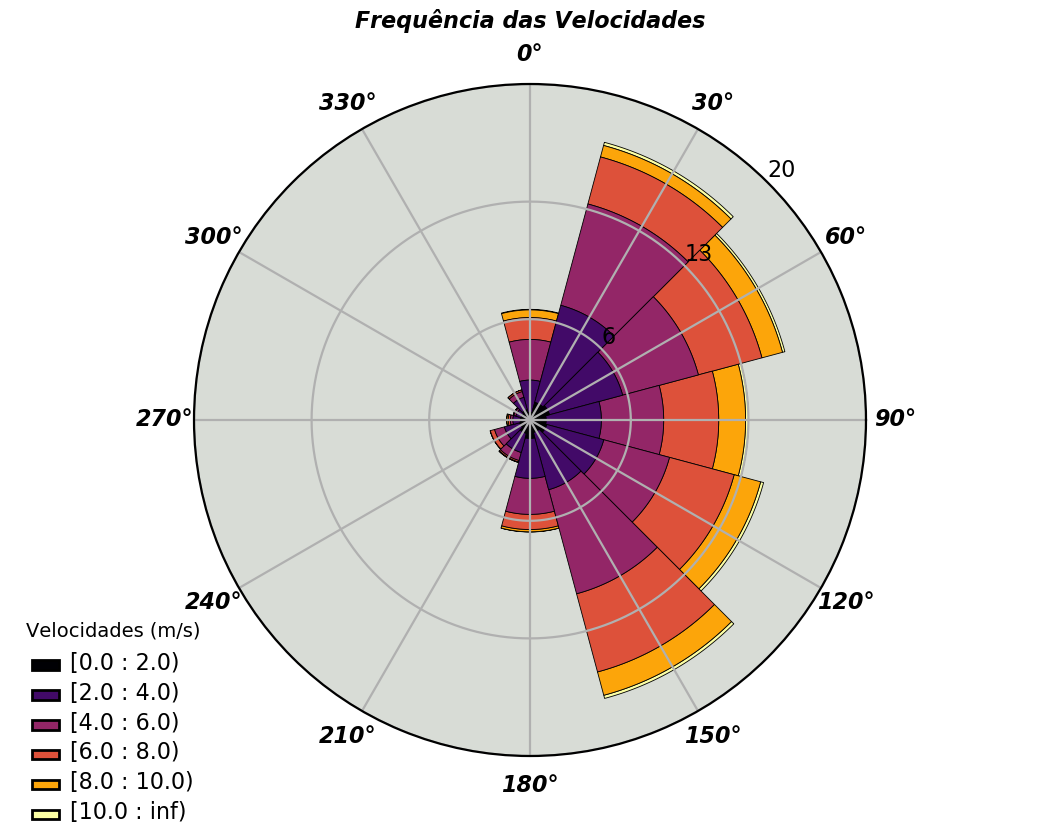 Frequência das Velocidades
0°
330°
30°
20
300°
60°
13
6
270°
90°
240°
120°
210°
150°
180°
Velocidades (m/s)
[0.0 : 2.0)
[2.0 : 4.0)
[4.0 : 6.0)
[6.0 : 8.0)
[8.0 : 10.0)
[10.0 : inf)